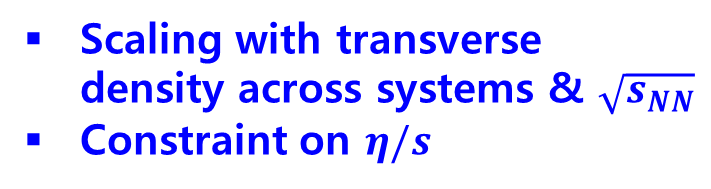 ▪ Scaling with transverse
density across systems & √s_NN
▪ Constraint on η/s